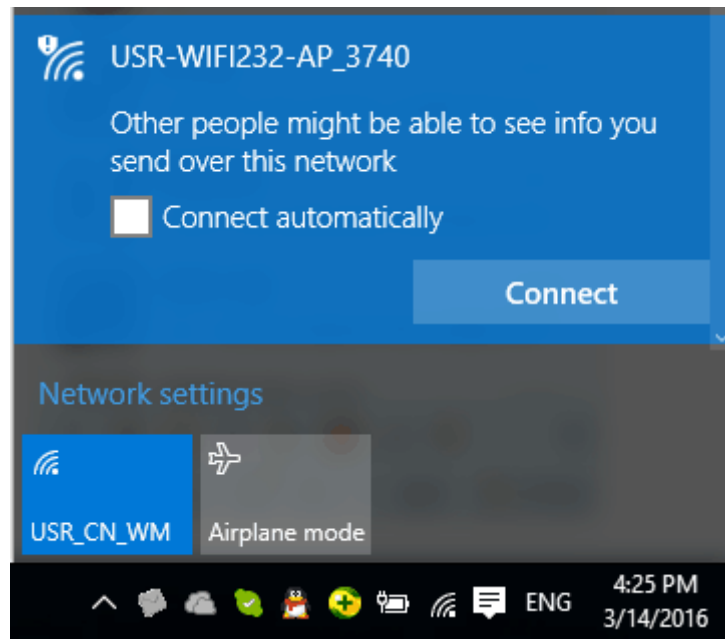 USR-WIFI232-AP_3740
Other people might be able to see info you
send over this network
Connect automatically
Connect
Network settings
USR_CN_WM
Airplane mode
ENG
4:25 PM
3/14/2016